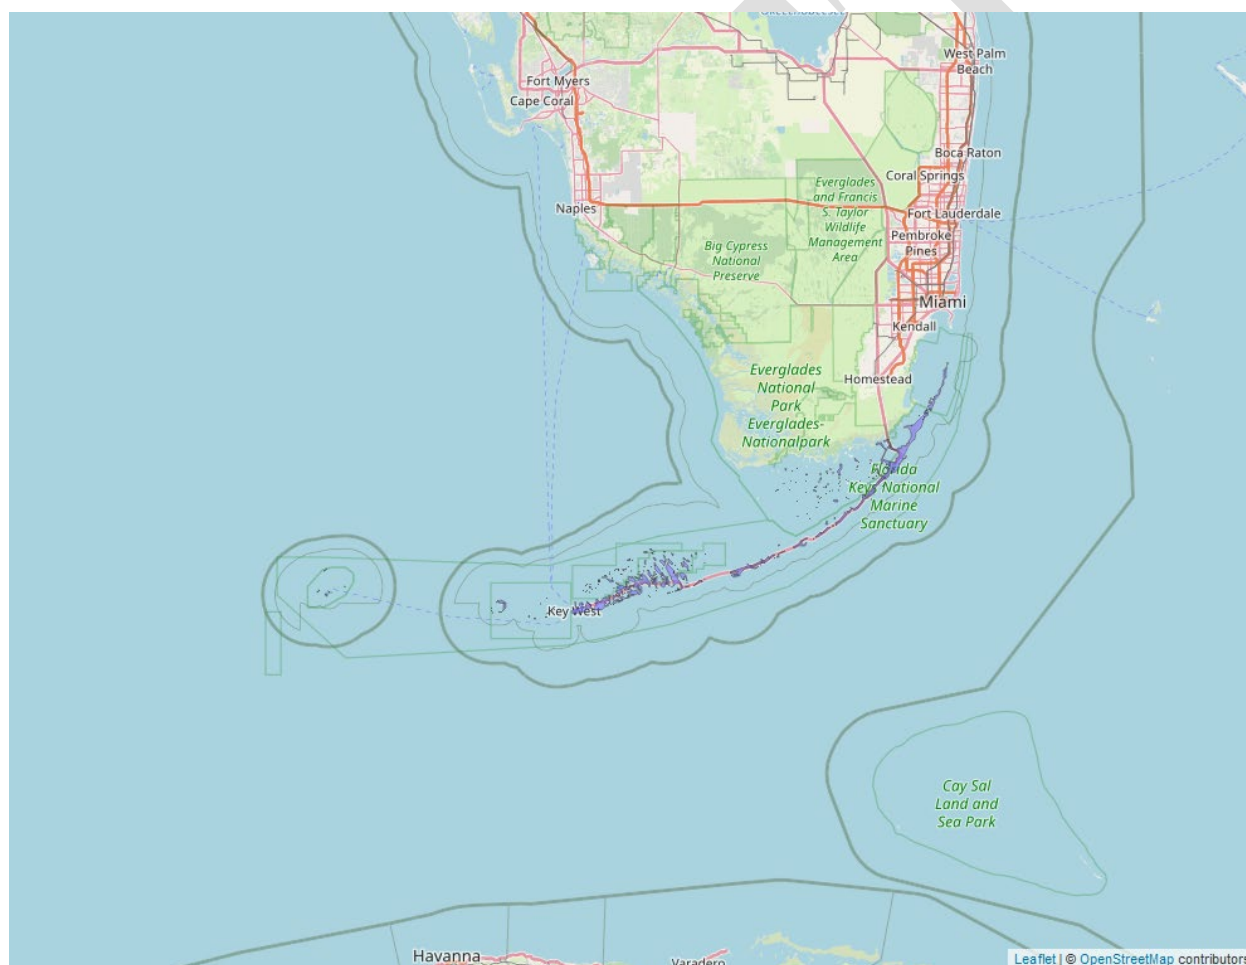 West Palm
Beach
Fort Myers
Cape Coral
Boca Raton
Coral Springs
Everglades
and Francis
S. Taylor
Wildlife
Management
Area
Naples
Fort Lauderdale
Pembroke
Pines
Big Cypress
National
Preserve
Miami
Kendall
Homestead
Everglades
National
Park
Everglades-
Nationalpark
Florida
Keys National
Marine
Sanctuary
Key West
Cay Sal
Land and
Sea Park
Havanna
Varadero
Leaflet | © OpenStreetMap contributors